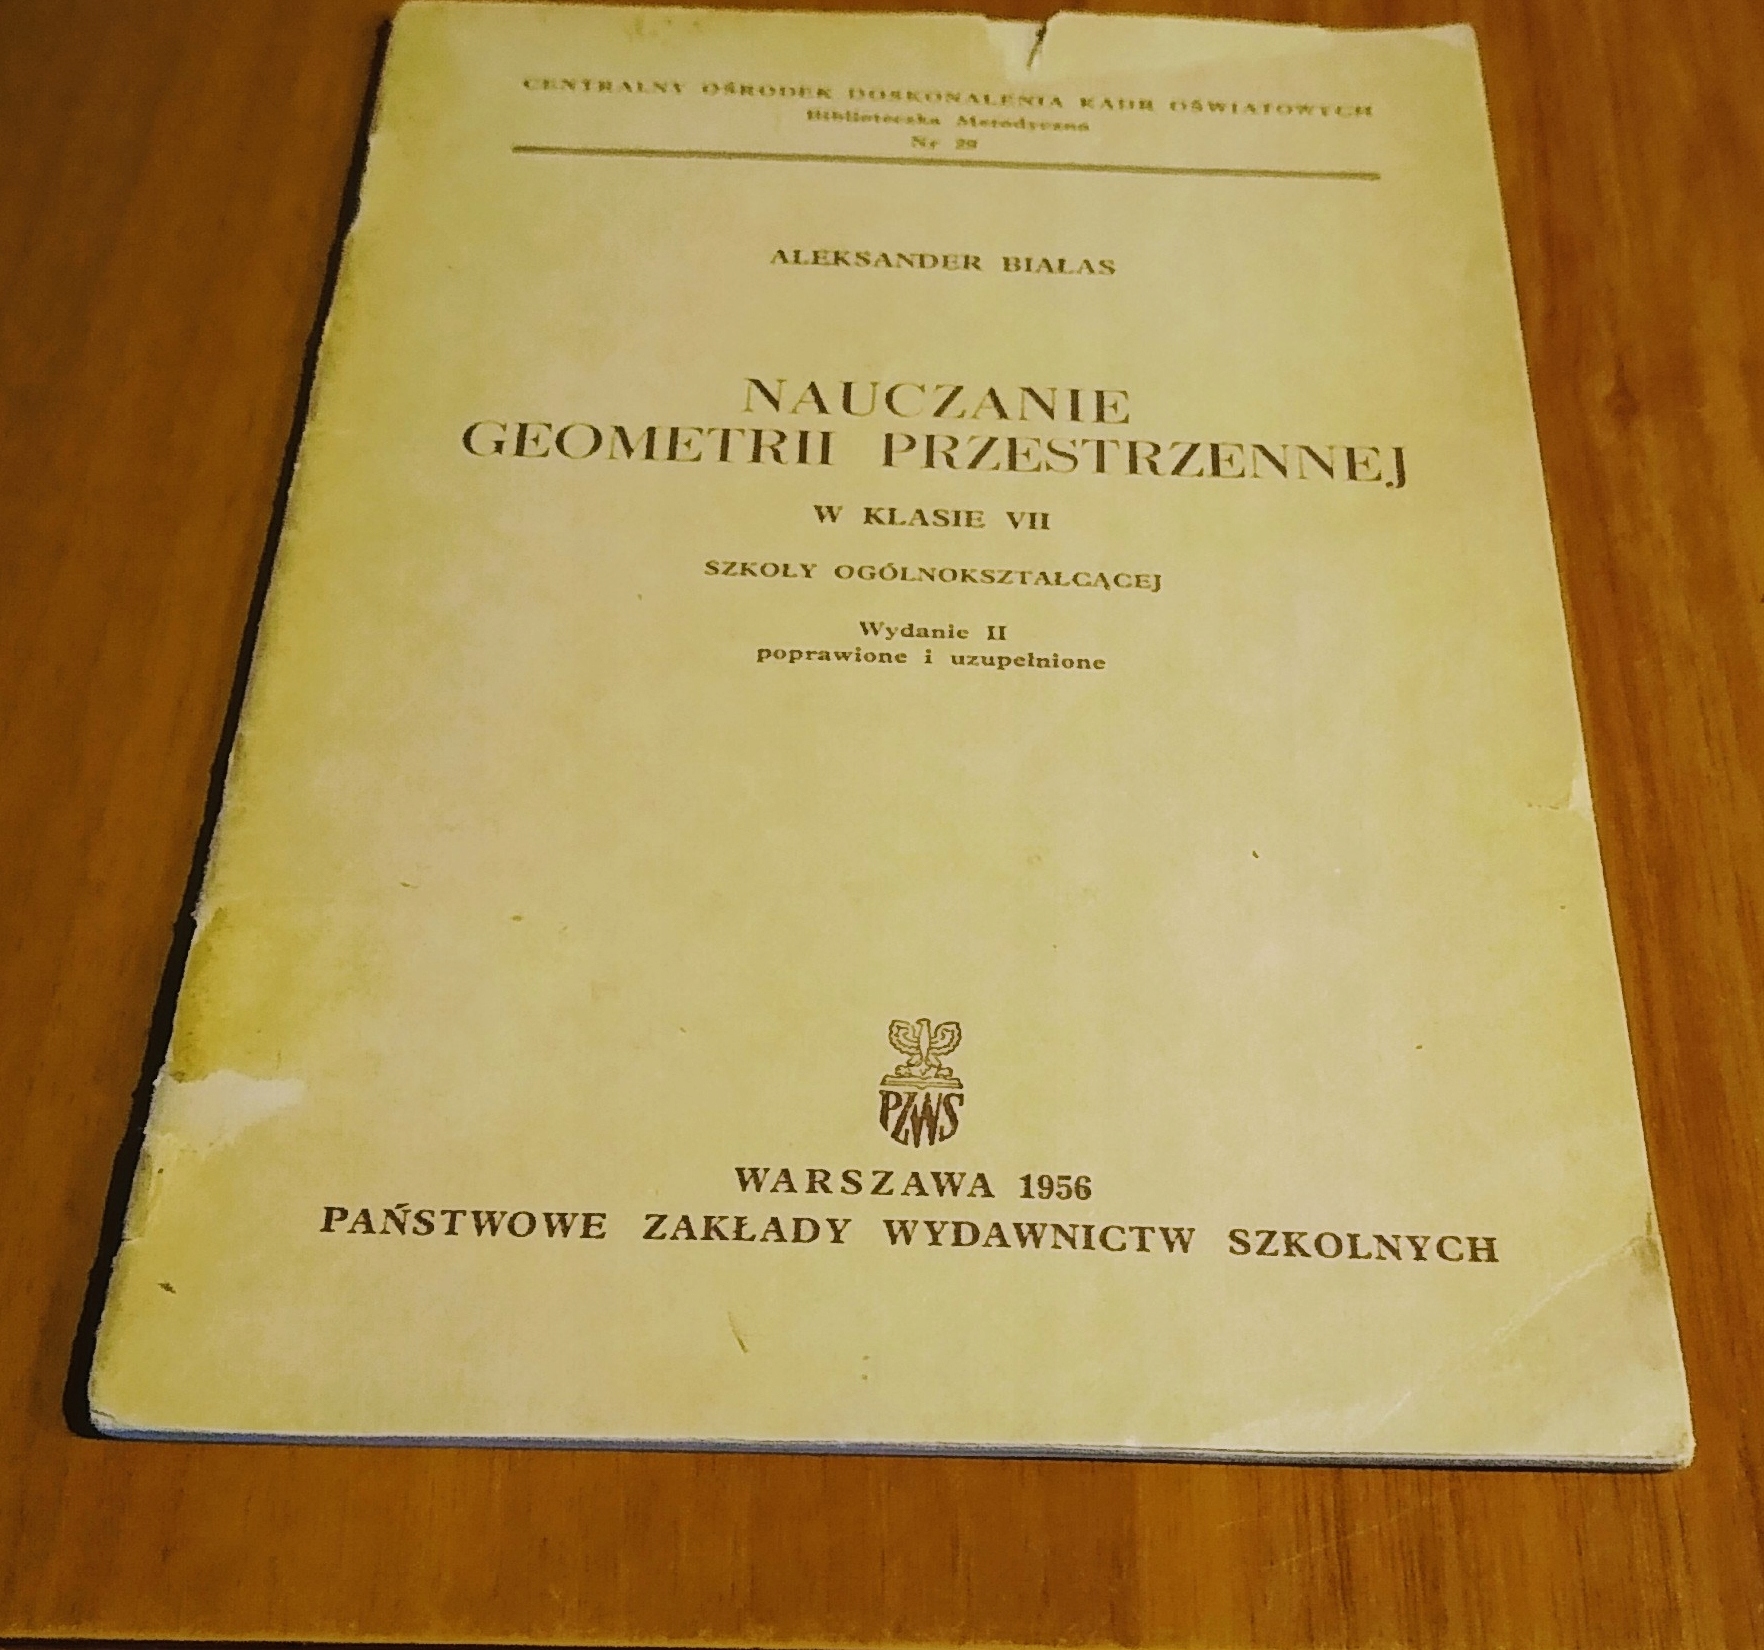 CENTRALNY OŚRODEK DOSKONALENIA KADR OŚWIATOWYCH
Biblioteczka Metodyczna
Nr
ALEKSANDER BIAŁAS
NAUCZANIE
GEOMETRII PRZESTRZENNEJ
W KLASIE VII
SZKOŁY OGÓLNOKSZTAŁCĄCEJ
Wydanie II
poprawione i uzupełnione
PZWS
WARSZAWA 1956
PAŃSTWOWE ZAKŁADY WYDAWNICTW SZKOLNYCH